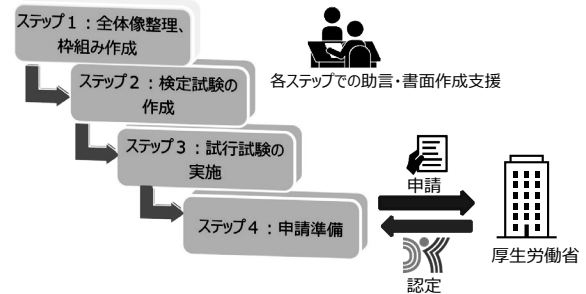 ステップ1：全体像整理、
枠組み作成
ステップ2：検定試験の
作成
各ステップでの助言・書面作成支援
ステップ3：試行試験の
実施
申請
ステップ4：申請準備
厚生労働省
認定